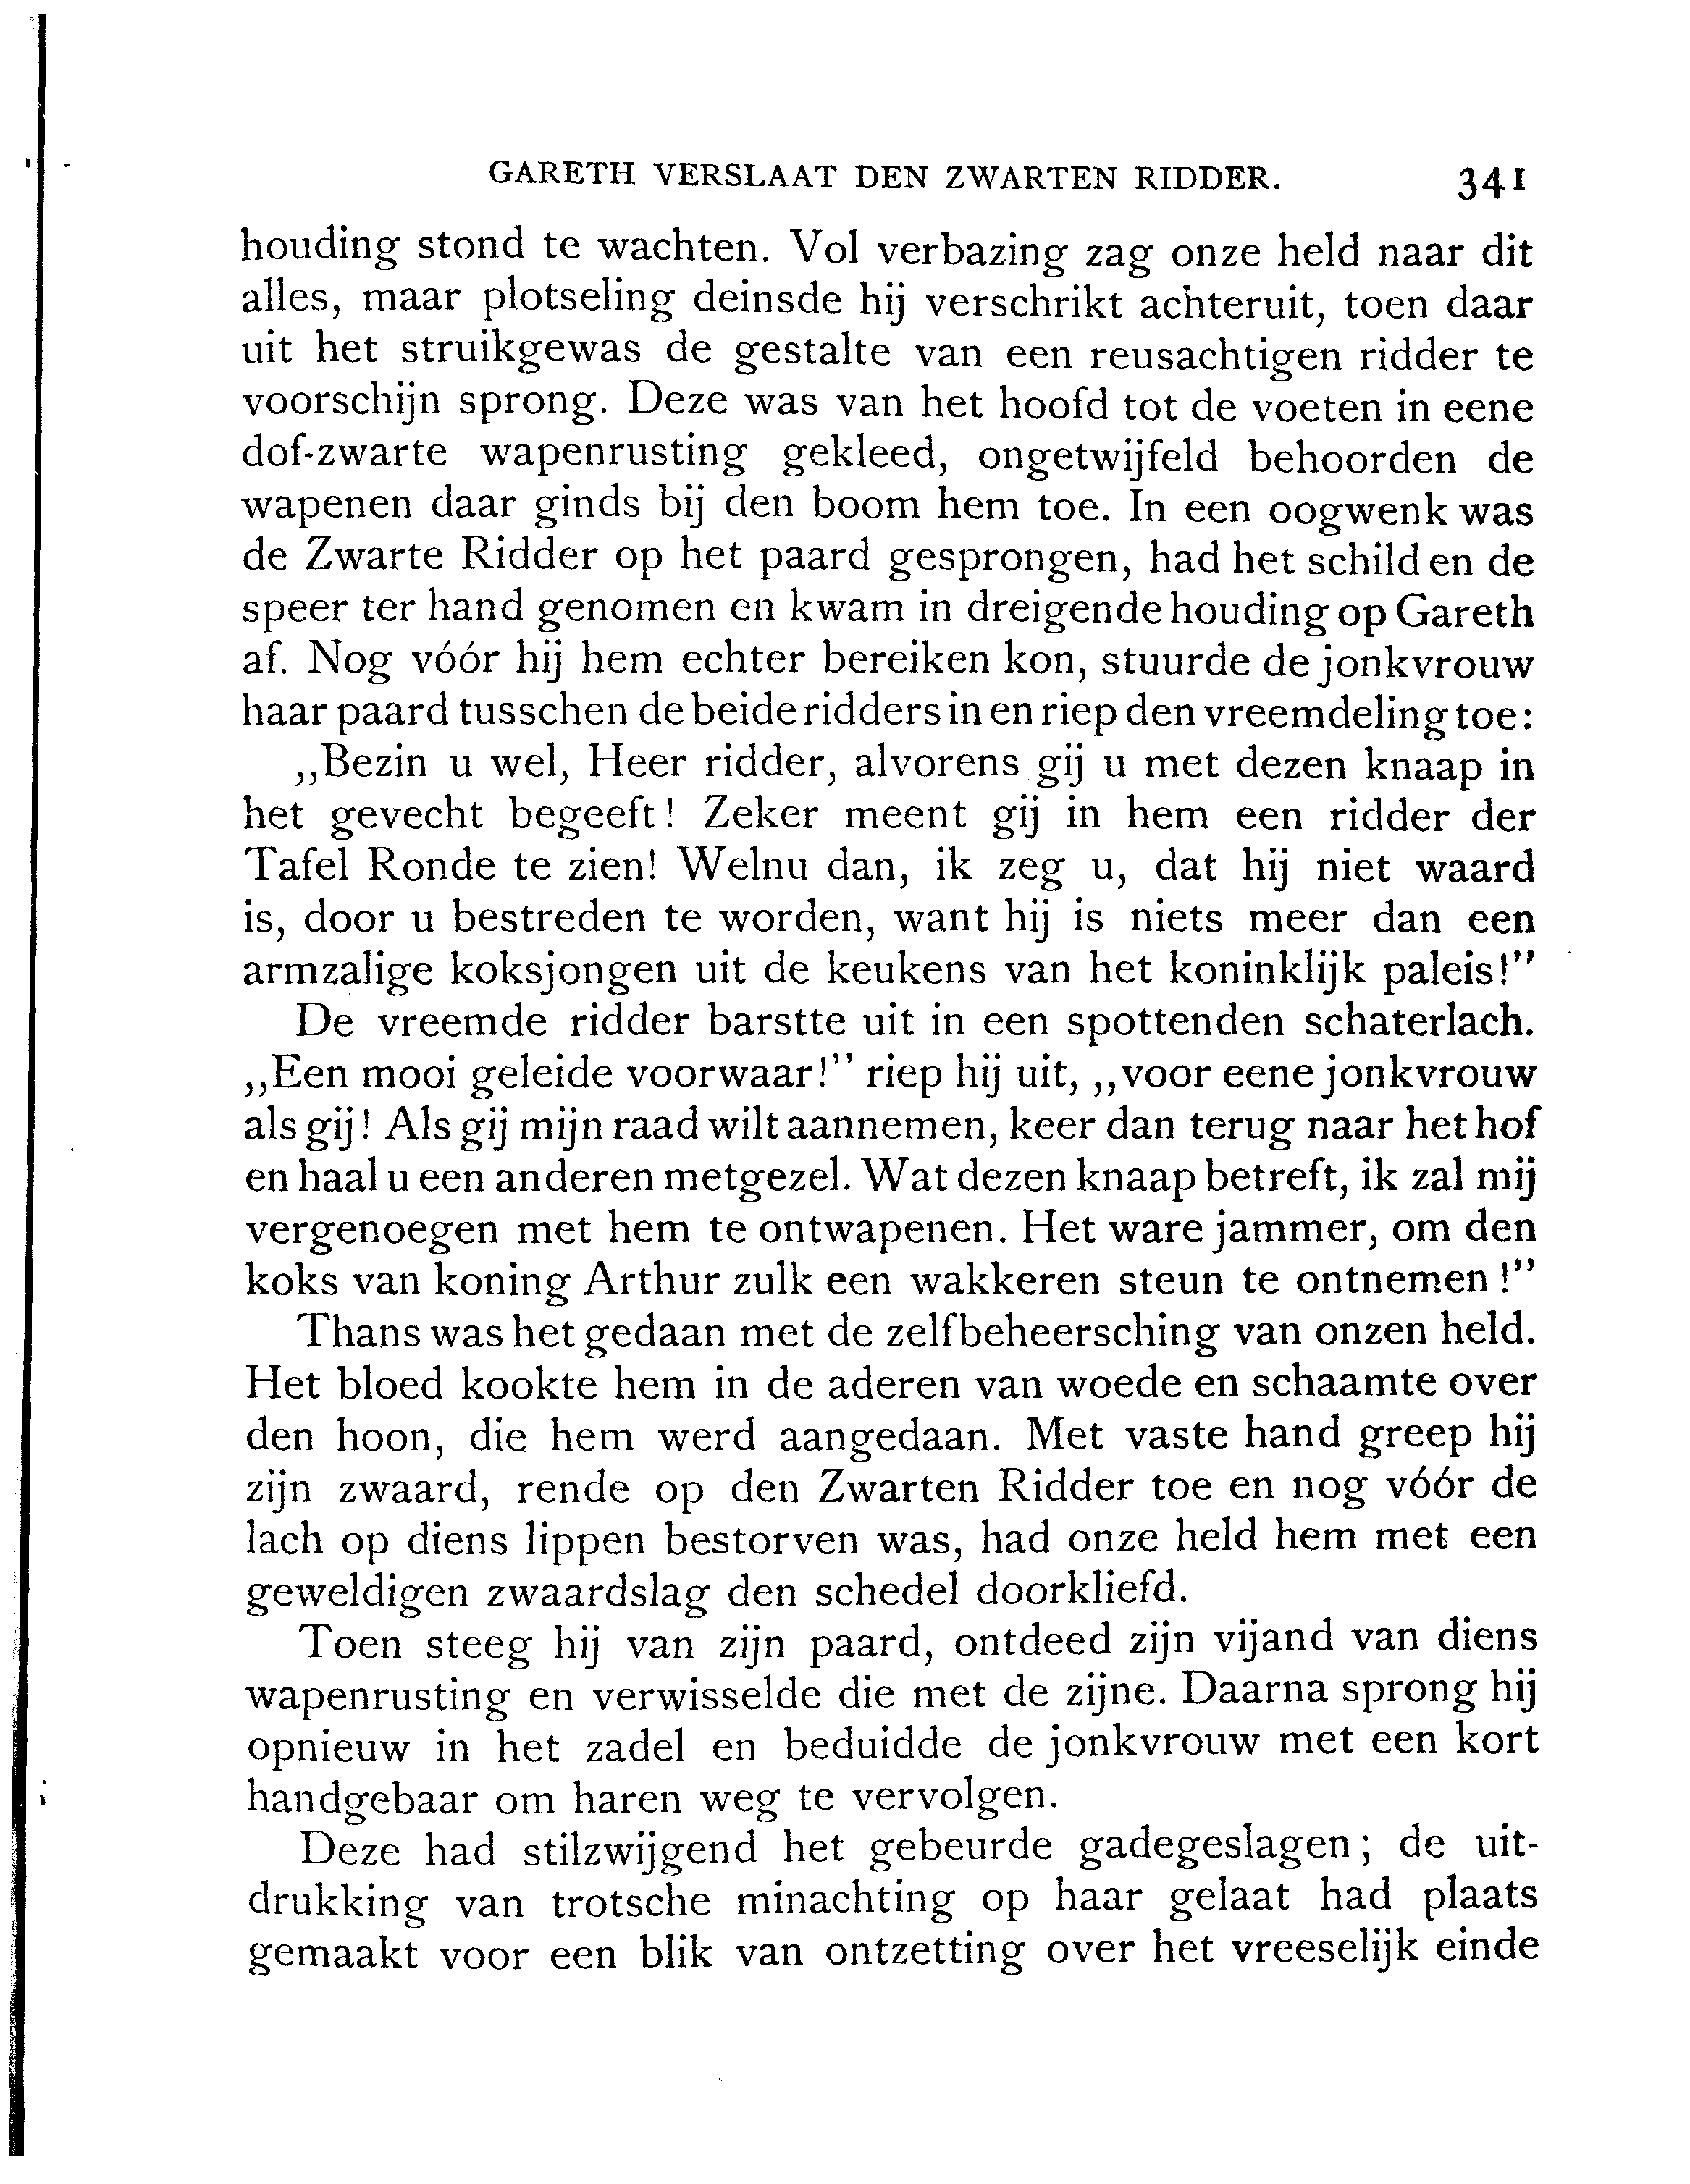 GARETH VERSLAAT DEN ZWARTEN RIDDER. 341
houding stond te wachten. Vol verbazing zag onze held naar dit
alles, maar plotseling deinsde hij verschrikt achteruit, toen daar
uit het struikgewas de gestalte van een reusachtigen ridder te
voorschijn sprong. Deze was van het hoofd tot de voeten in eene
dof-zwarte wapenrusting gekleed, ongetwijfeld behoorden de
wapenen daar ginds bij den boom hem toe. In een oogwenk was
de Zwarte Ridder op het paard gesprongen, had het schild en de
speer ter hand genomen en kwam in dreigende houding op Gareth
af. Nog vóór hij hem echter bereiken kon, stuurde de jonkvrouw
haar paard tusschen de beide ridders in en riep den vreemdeling toe:
„Bezin u wel, Heer ridder, alvorens gij u met dezen knaap in
het gevecht begeeft! Zeker meent gij in hem een ridder der
Tafel Ronde te zien! Welnu dan, ik zeg u, dat hij niet waard
is, door u bestreden te worden, want hij is niets meer dan een
armzalige koksjongen uit de keukens van het koninklijk paleis!”
De vreemde ridder barstte uit in een spottenden schaterlach.
„Een mooi geleide voorwaar!” riep hij uit, „voor eene jonkvrouw
als gij! Als gij mijn raad wilt aannemen, keer dan terug naar het hof
en haal u een anderen metgezel. Wat dezen knaap betreft, ik zal mij
vergenoegen met hem te ontwapenen. Het ware jammer, om den
koks van koning Arthur zulk een wakkeren steun te ontnemen!”
Thans was het gedaan met de zelfbeheersching van onzen held.
Het bloed kookte hem in de aderen van woede en schaamte over
den hoon, die hem werd aangedaan. Met vaste hand greep hij
zijn zwaard, rende op den Zwarten Ridder toe en nog vóór de
lach op diens lippen bestorven was, had onze held hem met een
geweldigen zwaardslag den schedel doorkliefd.
Toen steeg hij van zijn paard, ontdeed zijn vijand van diens
wapenrusting en verwisselde die met de zijne. Daarna sprong hij
opnieuw in het zadel en beduidde de jonkvrouw met een kort
handgebaar om haren weg te vervolgen.
Deze had stilzwijgend het gebeurde gadegeslagen; de uit-
drukking van trotsche minachting op haar gelaat had plaats
gemaakt voor een blik van ontzetting over het vreeselijk einde